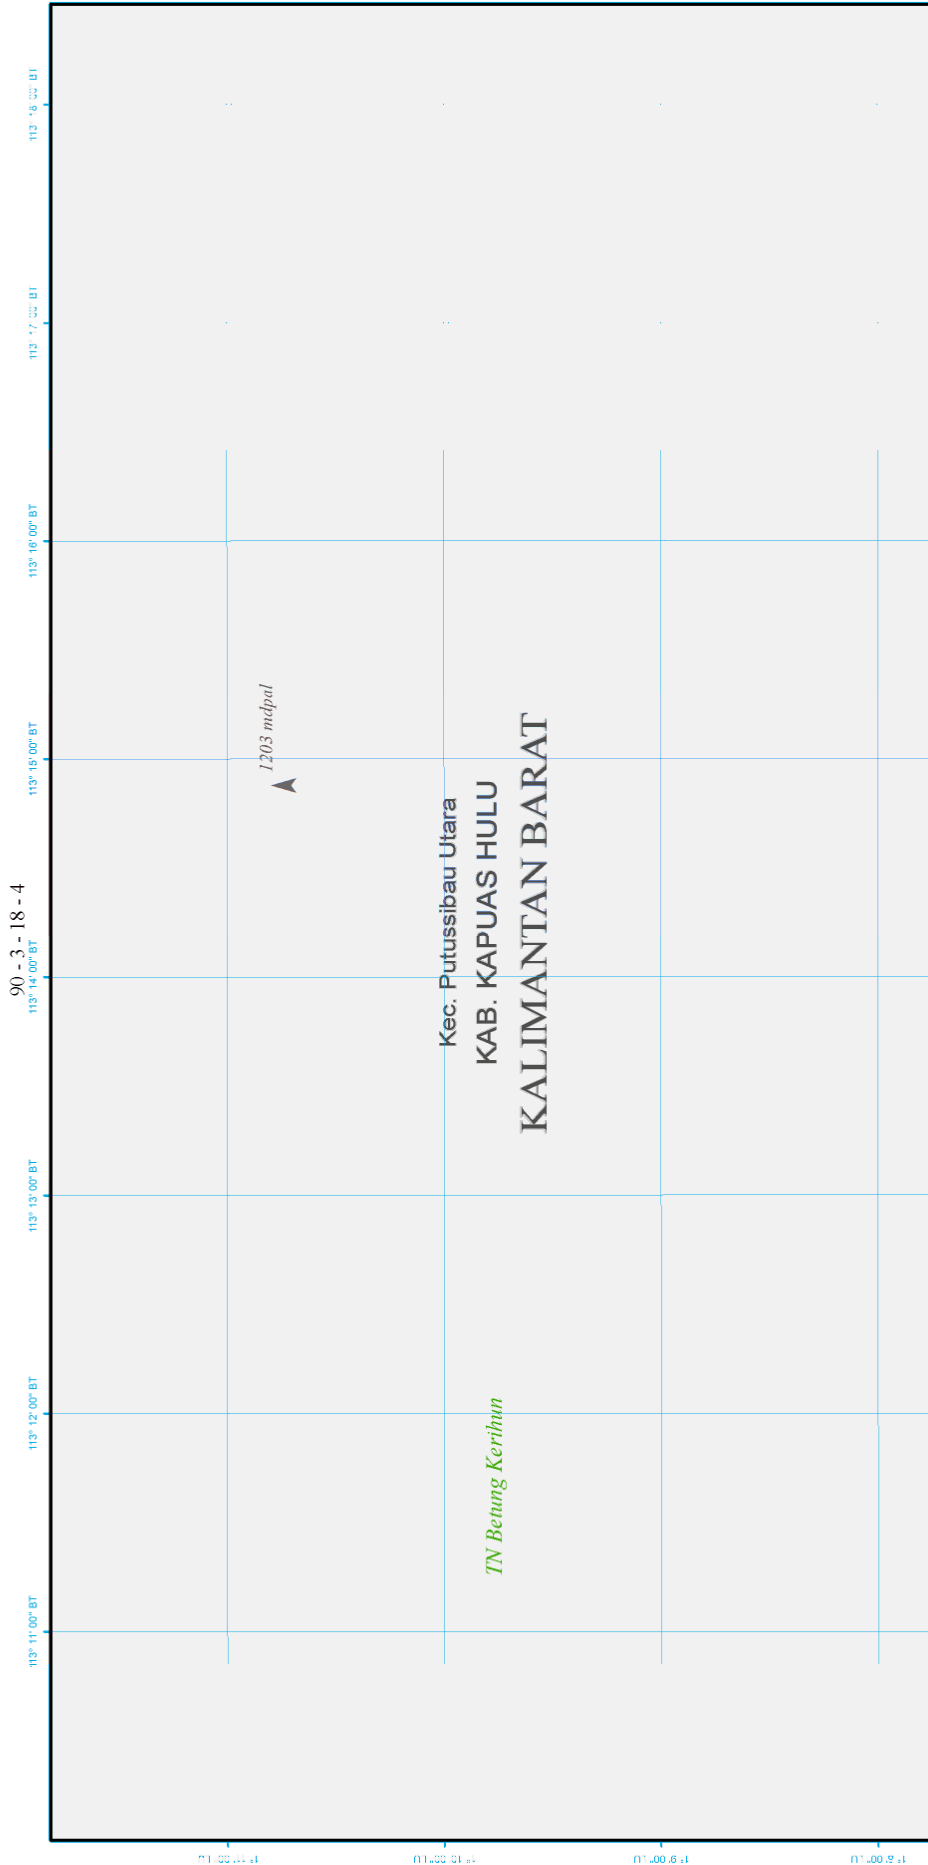 90 - 3 - 18 - 4
113° 11' 00" BT
113° 12' 00" BT
113° 13' 00" BT
113° 14' 00" BT
113° 15' 00" BT
113° 16' 00" BT
1203 mdpal
Kec. Putussibau Utara
KAB. KAPUAS HULU
KALIMANTAN BARAT
TN Betung Kerihun